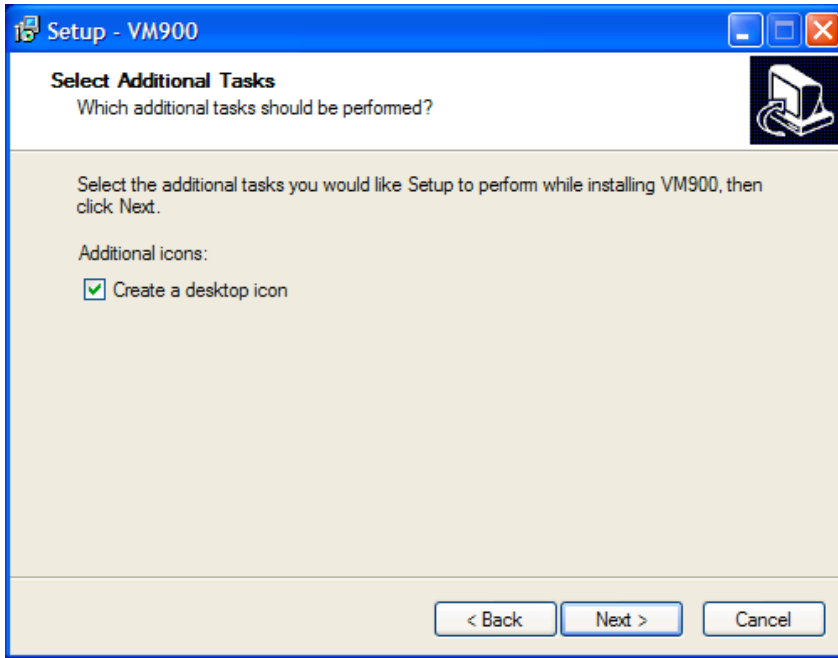 Setup - VM900
Select Additional Tasks
Which additional tasks should be performed?
Select the additional tasks you would like Setup to perform while installing VM900, then
click Next.
Additional icons:
Create a desktop icon
< Back Next > Cancel